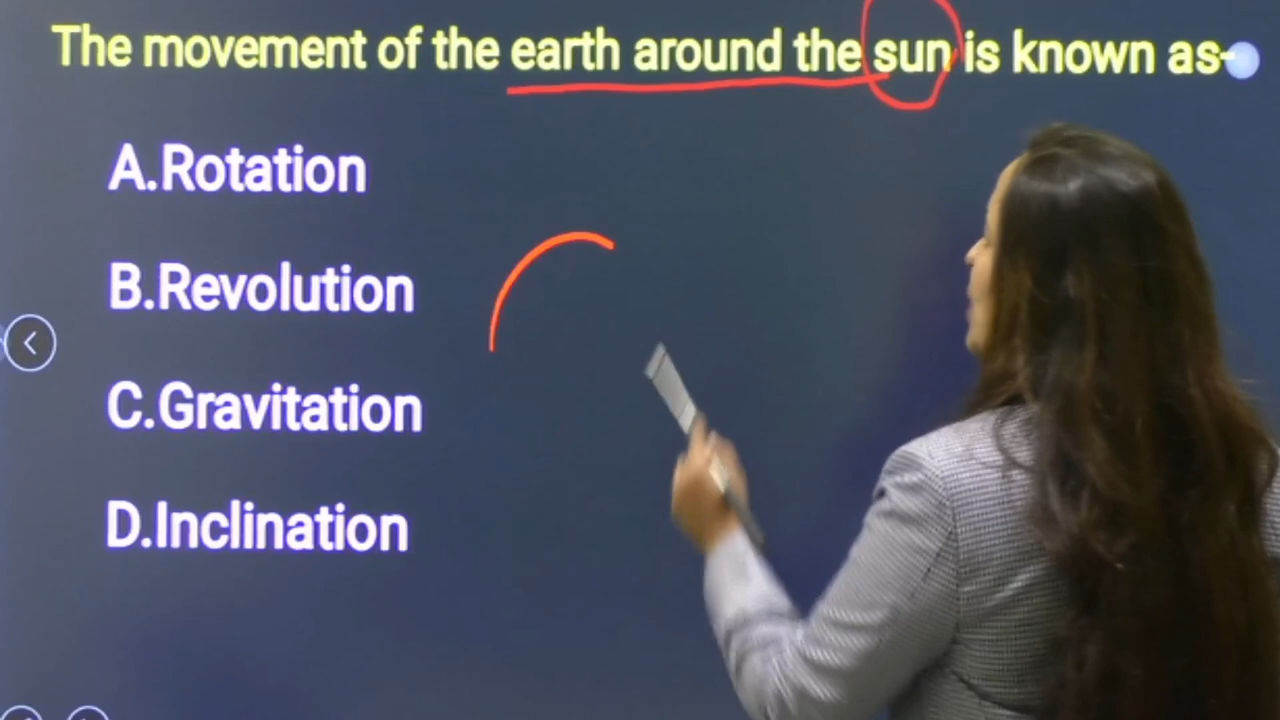 The movement of the earth around the sun is known as-
A.Rotation
B.Revolution
C.Gravitation
D.Inclination